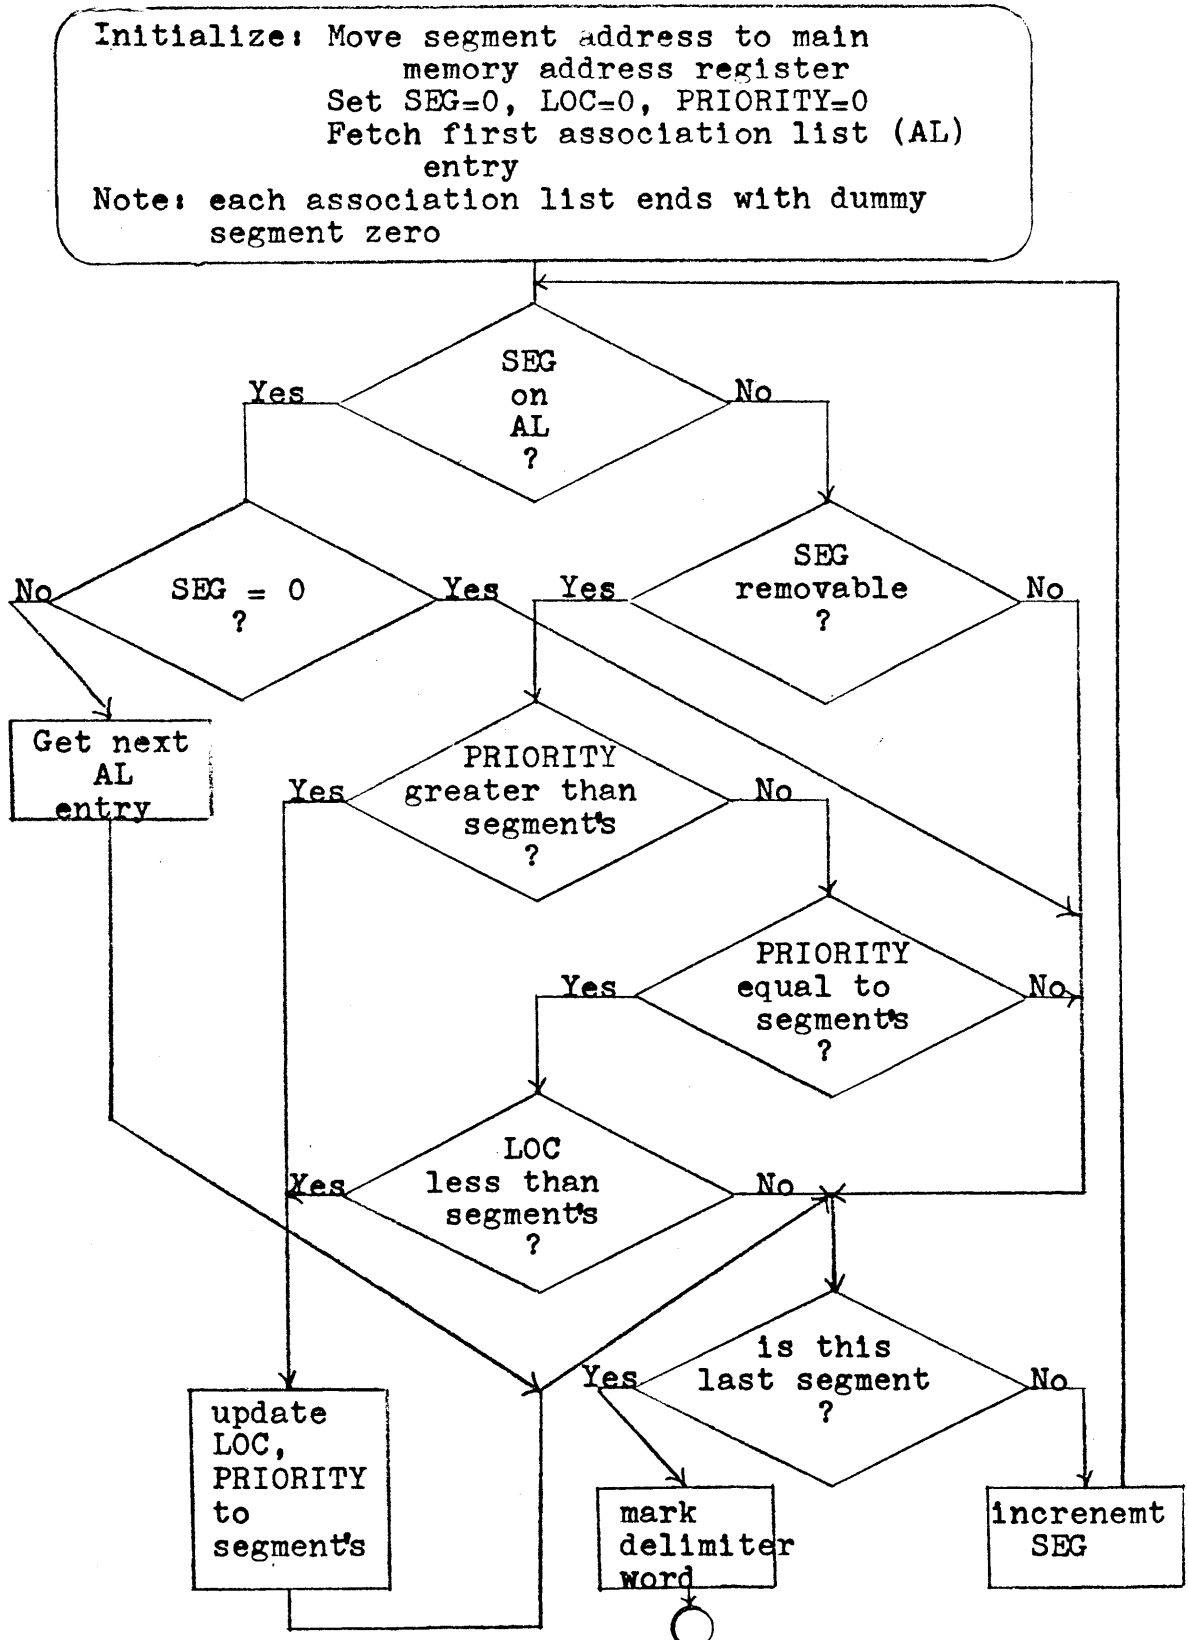 Initialize: Move segment address to main
memory address register
Set SEG=0, LOC=0, PRIORITY=0
Fetch first association list (AL)
entry
Note: each association list ends with dummy
segment zero
SEG
on
AL
?
Yes
No
SEG = 0
?
No
Yes
SEG
removable
?
Yes
No
Get next
AL
entry
PRIORITY
greater than
segment's
?
Yes
No
PRIORITY
equal to
segment's
?
Yes
No
LOC
less than
segment's
?
Yes
No
is this
last segment
?
Yes
No
update
LOC,
PRIORITY
to
segment's
mark
delimiter
word
increnemt
SEG